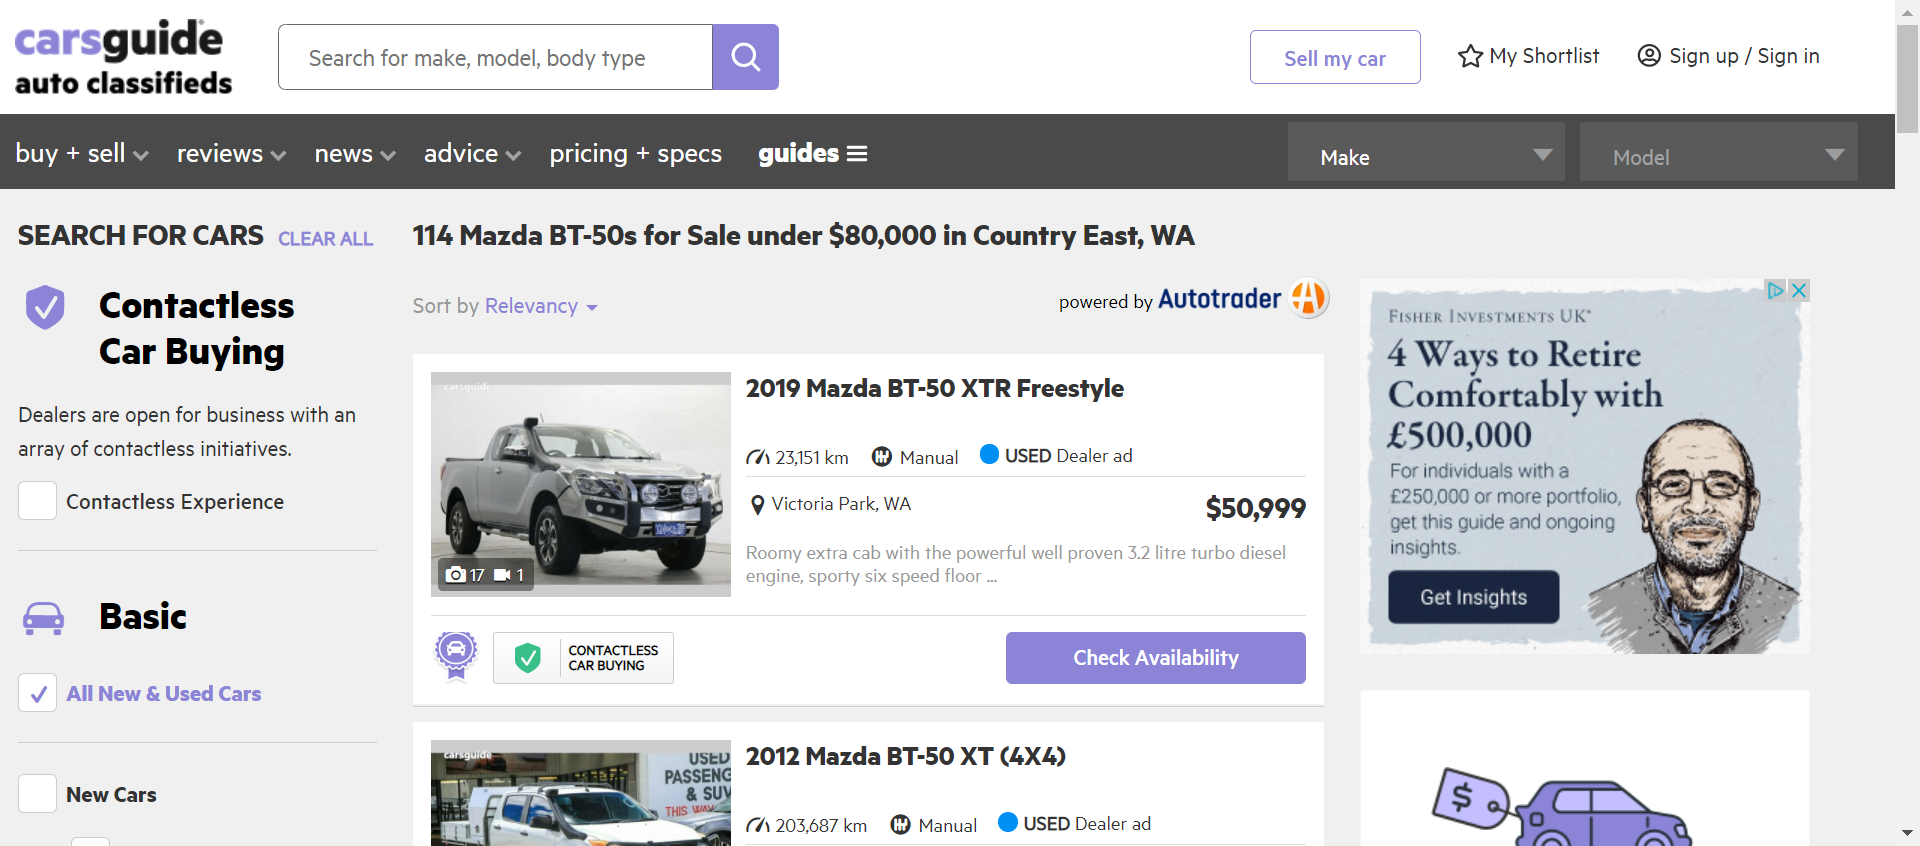 carsguide
auto classifieds
Search for make, model, body type
Sell my car
My Shortlist
Sign up / Sign in
buy + sell
reviews
news
advice
pricing + specs
guides
Make
Model
SEARCH FOR CARS
CLEAR ALL
Contactless
Car Buying
Dealers are open for business with an
array of contactless initiatives.
Contactless Experience
Basic
All New & Used Cars
New Cars
114 Mazda BT-50s for Sale under $80,000 in Country East, WA
Sort by Relevancy
powered by Autotrader
carsguide
17
1
2019 Mazda BT-50 XTR Freestyle
23,151 km
Manual
USED Dealer ad
Victoria Park, WA
$50,999
Roomy extra cab with the powerful well proven 3.2 litre turbo diesel
engine, sporty six speed floor ...
CONTACTLESS
CAR BUYING
Check Availability
carsguide
USED
PASSENG
& SUV
THIS WAY
2012 Mazda BT-50 XT (4X4)
203,687 km
Manual
USED Dealer ad
FISHER INVESTMENTS UK
4 Ways to Retire
Comfortably with
£500,000
For individuals with a
£250,000 or more portfolio,
get this guide and ongoing
insights.
Get Insights
$